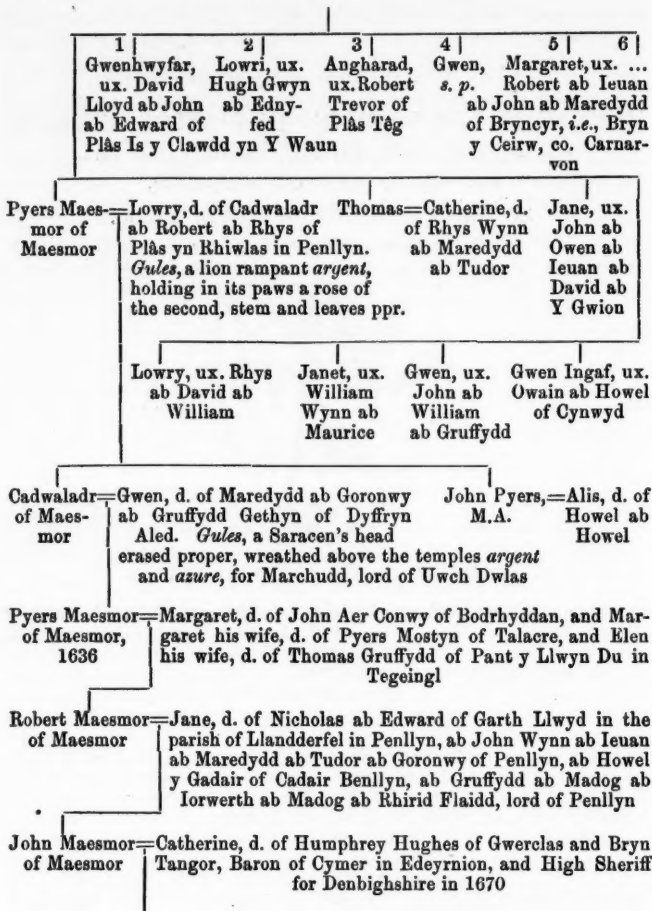 1 2 3 4 5 6
Gwenhwyfar, Lowri, ux. Angharad, Gwen, Margaret, ux. ...
ux. David Hugh Gwyn ux. Robert s. p. Robert ab Ieuan
Lloyd ab John ab Edny- Trevor of ab John ab Maredydd
ab Edward of fed Plâs Têg of Bryncyr, i.e., Bryn
Plâs Is y Clawdd yn Y Waun y Ceirw, co. Carnar-
von
Pyers Maes-=Lowry, d. of Cadwaladr Thomas=Catherine, d. Jane, ux.
mor of ab Robert ab Rhys of of Rhys Wynn John ab
Maesmor Plâs yn Rhiwlas in Penllyn. ab Maredydd Owen ab
Gules, a lion rampant argent, ab Tudor Ieuan ab
holding in its paws a rose of David ab
the second, stem and leaves ppr. Y Gwion
Lowry, ux. Rhys Janet, ux. Gwen, ux. Gwen Ingaf, ux.
ab David ab William John ab Owain ab Howel
William Wynn ab William of Cynwyd
Maurice ab Gruffydd
Cadwaladr=Gwen, d. of Maredydd ab Goronwy John Pyers,=Alis, d. of
of Maes- ab Gruffydd Gethyn of Dyffryn M.A. Howel ab
mor Aled. Gules, a Saracen's head Howel
erased proper, wreathed above the temples argent
and azure, for Marchudd, lord of Uwch Dwlas
Pyers Maesmor=Margaret, d. of John Aer Conwy of Bodrhyddan, and Mar-
of Maesmor, garet his wife, d. of Pyers Mostyn of Talacre, and Elen
1636 his wife, d. of Thomas Gruffydd of Pant y Llwyn Du in
Tegeingl
Robert Maesmor=Jane, d. of Nicholas ab Edward of Garth Llwyd in the
of Maesmor parish of Llandderfel in Penllyn, ab John Wynn ab Ieuan
ab Maredydd ab Tudor ab Goronwy of Penllyn, ab Howel
y Gadair of Cadair Benllyn, ab Gruffydd ab Madog ab
Iorwerth ab Madog ab Rhirid Flaidd, lord of Penllyn
John Maesmor=Catherine, d. of Humphrey Hughes of Gwerclas and Bryn
of Maesmor Tangor, Baron of Cymer in Edeyrnion, and High Sheriff
for Denbighshire in 1670